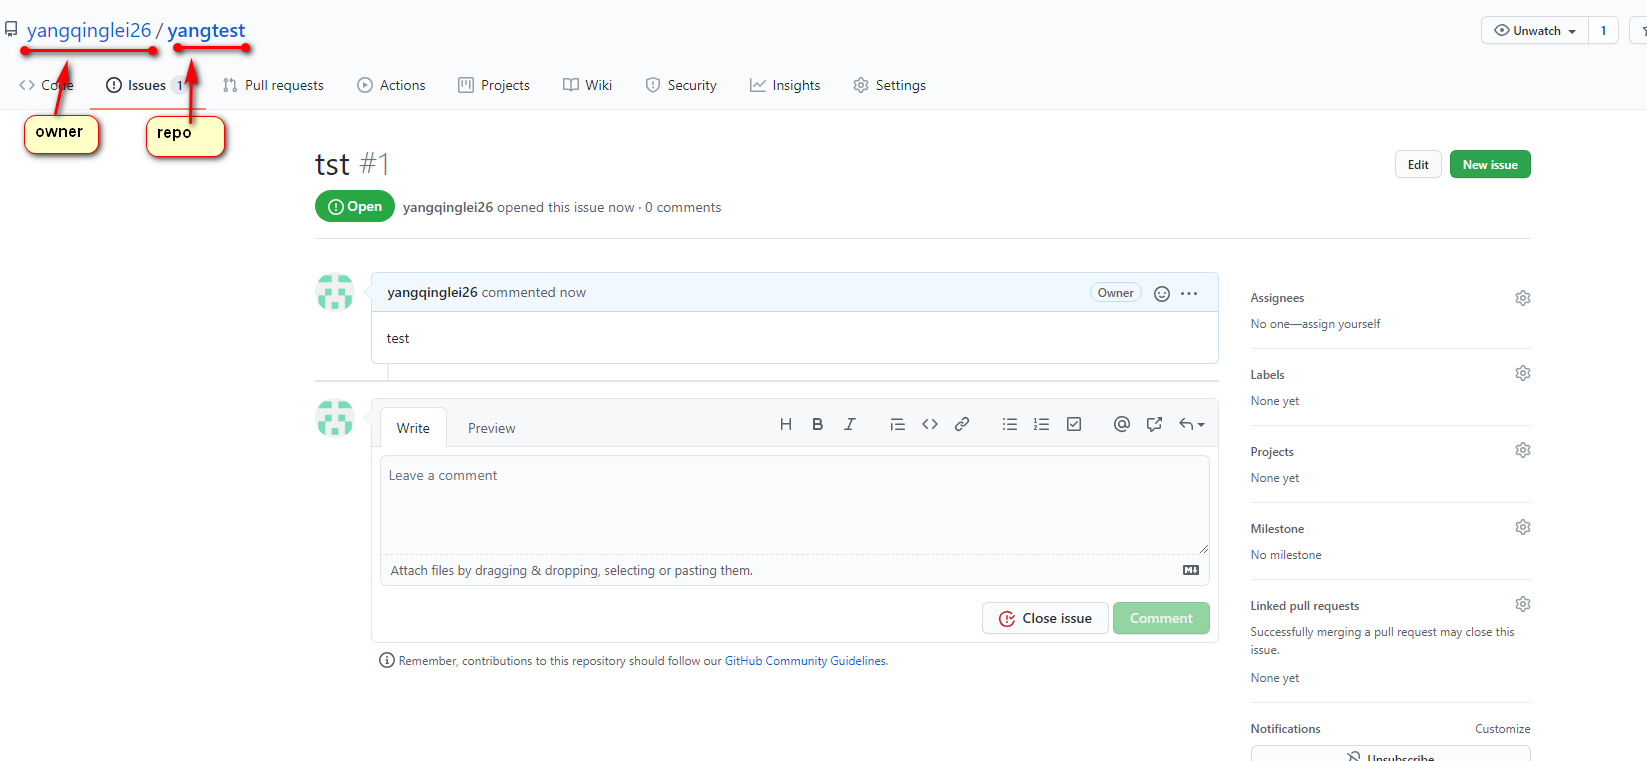 yangqinglei26 / yangtest
Unwatch 1
Code Issues 1 Pull requests Actions Projects Wiki Security Insights Settings
owner repo
tst #1
Edit New issue
Open yangqinglei26 opened this issue now · 0 comments
yangqinglei26 commented now Owner
test
Write Preview
Leave a comment
Attach files by dragging & dropping, selecting or pasting them.
Close issue Comment
Remember, contributions to this repository should follow our GitHub Community Guidelines.
Assignees
No one—assign yourself
Labels
None yet
Projects
None yet
Milestone
No milestone
Linked pull requests
Successfully merging a pull request may close this
issue.
None yet
Notifications Customize
Unsubscribe